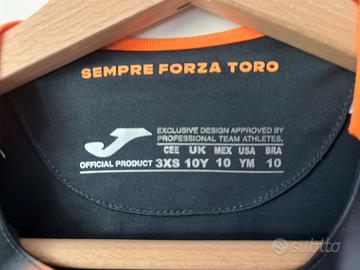 SEMPRE FORZA TORO
EXCLUSIVE DESIGN APPROVED BY
PROFESSIONAL TEAM ATHLETES.
CEE UK MEX USA BRA
OFFICIAL PRODUCT 3XS 10Y 10 YM 10
subito